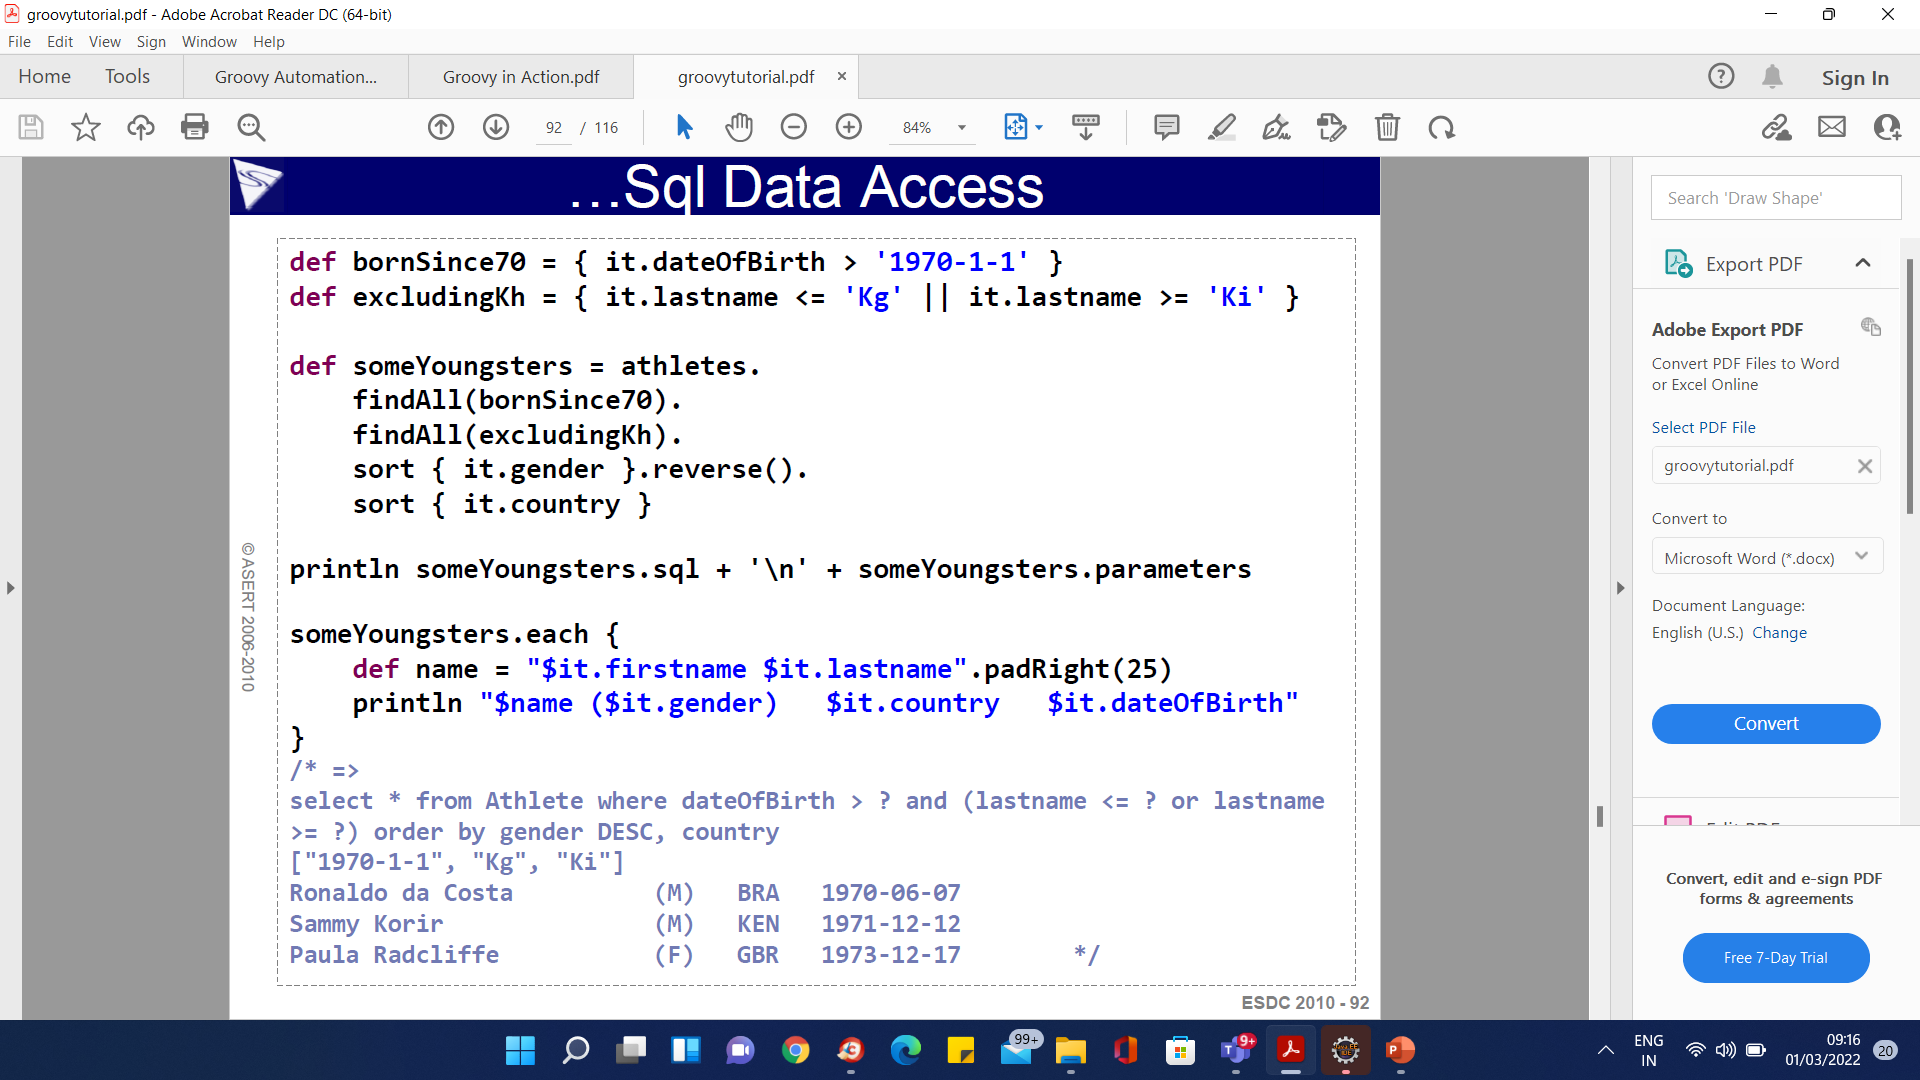 groovytutorial.pdf - Adobe Acrobat Reader DC (64-bit)
File Edit View Sign Window Help
Home Tools Groovy Automation... Groovy in Action.pdf groovytutorial.pdf × Sign In
92 / 116 84%
...Sql Data Access
def bornSince70 = { it.dateOfBirth > '1970-1-1' }
def excludingKh = { it.lastname <= 'Kg' || it.lastname >= 'Ki' }
def someYoungsters = athletes.
findAll(bornSince70).
findAll(excludingKh).
sort { it.gender }.reverse().
sort { it.country }
println someYoungsters.sql + '\n' + someYoungsters.parameters
someYoungsters.each {
def name = "$it.firstname $it.lastname".padRight(25)
println "$name ($it.gender)   $it.country   $it.dateOfBirth"
}
/* =>
select * from Athlete where dateOfBirth > ? and (lastname <= ? or lastname
>= ?) order by gender DESC, country
["1970-1-1", "Kg", "Ki"]
Ronaldo da Costa (M) BRA 1970-06-07
Sammy Korir (M) KEN 1971-12-12
Paula Radcliffe (F) GBR 1973-12-17 */
© ASERT 2006-2010
ESDC 2010 - 92
Search 'Draw Shape'
Export PDF
Adobe Export PDF
Convert PDF Files to Word
or Excel Online
Select PDF File
groovytutorial.pdf
Convert to
Microsoft Word (*.docx)
Document Language:
English (U.S.) Change
Convert
Convert, edit and e-sign PDF
forms & agreements
Free 7-Day Trial
99+
9+
ENG
IN
09:16
01/03/2022
20